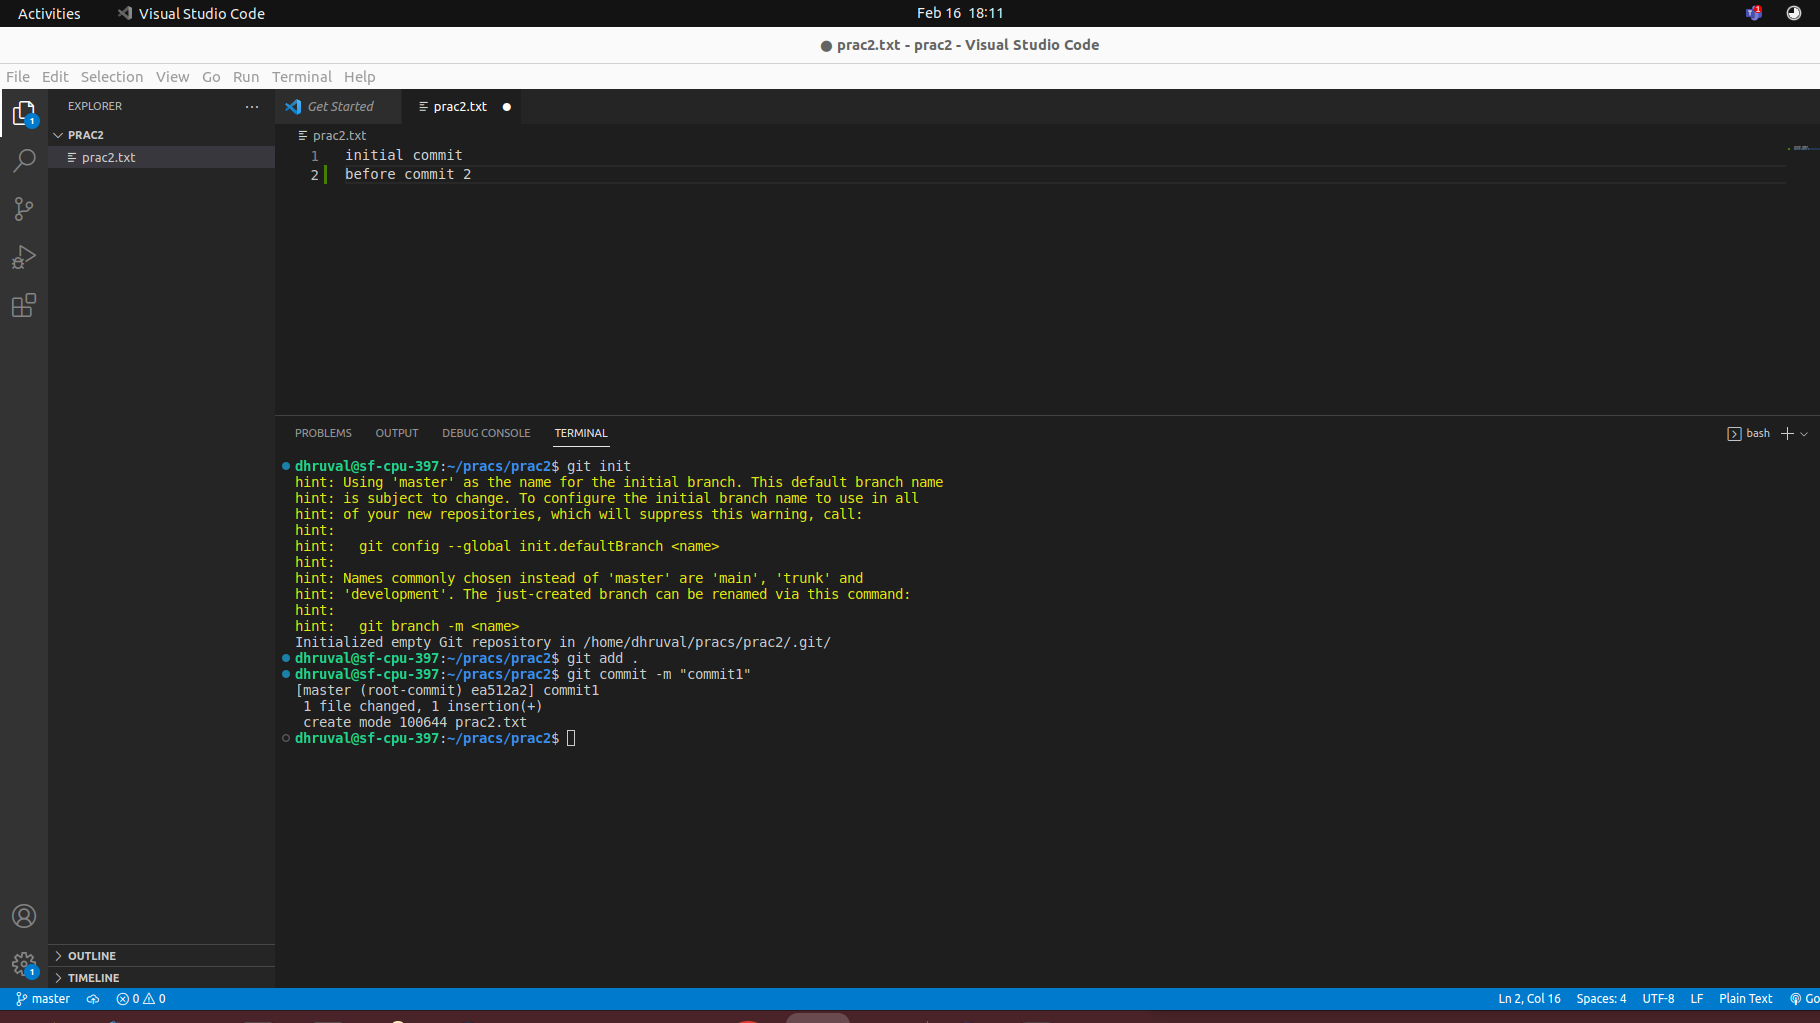 Activities Visual Studio Code Feb 16 18:11 1
● prac2.txt - prac2 - Visual Studio Code
File Edit Selection View Go Run Terminal Help
EXPLORER ··· Get Started prac2.txt ●
1
PRAC2 prac2.txt
prac2.txt
1 initial commit
2 before commit 2
PROBLEMS OUTPUT DEBUG CONSOLE TERMINAL bash
dhruval@sf-cpu-397:~/pracs/prac2$ git init
hint: Using 'master' as the name for the initial branch. This default branch name
hint: is subject to change. To configure the initial branch name to use in all
hint: of your new repositories, which will suppress this warning, call:
hint:
hint:   git config --global init.defaultBranch <name>
hint:
hint: Names commonly chosen instead of 'master' are 'main', 'trunk' and
hint: 'development'. The just-created branch can be renamed via this command:
hint:
hint:   git branch -m <name>
Initialized empty Git repository in /home/dhruval/pracs/prac2/.git/
dhruval@sf-cpu-397:~/pracs/prac2$ git add .
dhruval@sf-cpu-397:~/pracs/prac2$ git commit -m "commit1"
[master (root-commit) ea512a2] commit1
 1 file changed, 1 insertion(+)
 create mode 100644 prac2.txt
dhruval@sf-cpu-397:~/pracs/prac2$
OUTLINE
1
TIMELINE
master 0 0 Ln 2, Col 16 Spaces: 4 UTF-8 LF Plain Text Go